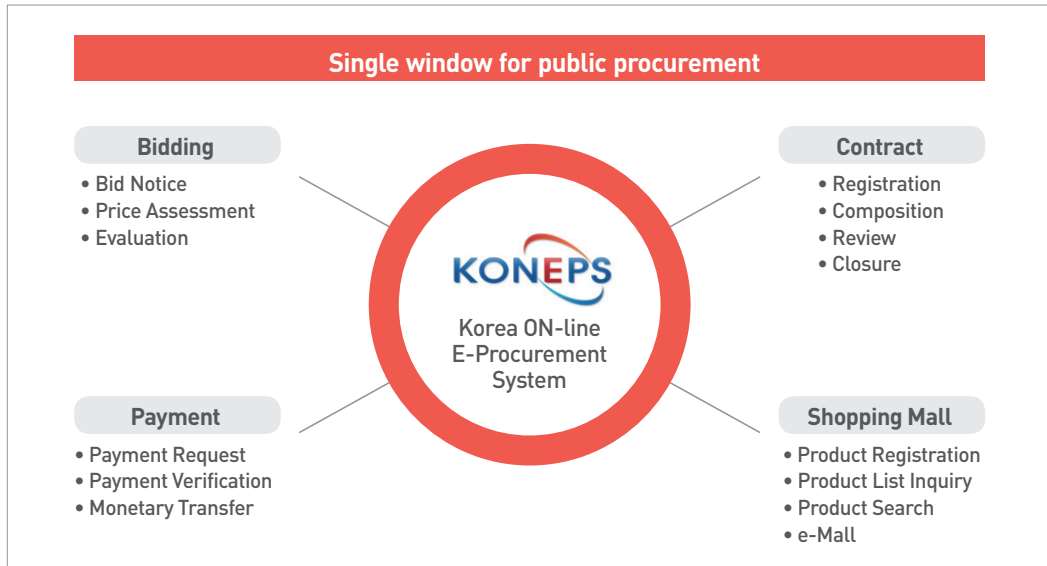 Single window for public procurement
Bidding
• Bid Notice
• Price Assessment
• Evaluation
Contract
• Registration
• Composition
• Review
• Closure
KONEPS
Korea ON-line
E-Procurement
System
Payment
• Payment Request
• Payment Verification
• Monetary Transfer
Shopping Mall
• Product Registration
• Product List Inquiry
• Product Search
• e-Mall